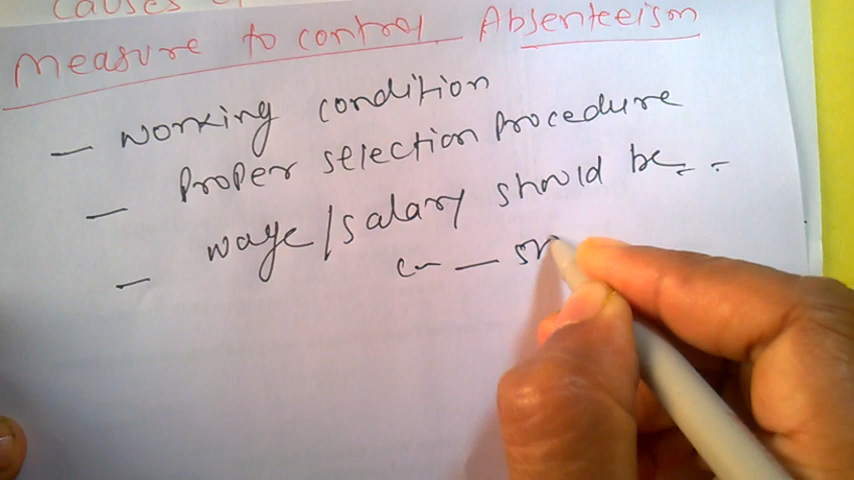 causes
Measure to control Absenteeism
– working condition
– Proper selection Procedure
– wage/salary should be